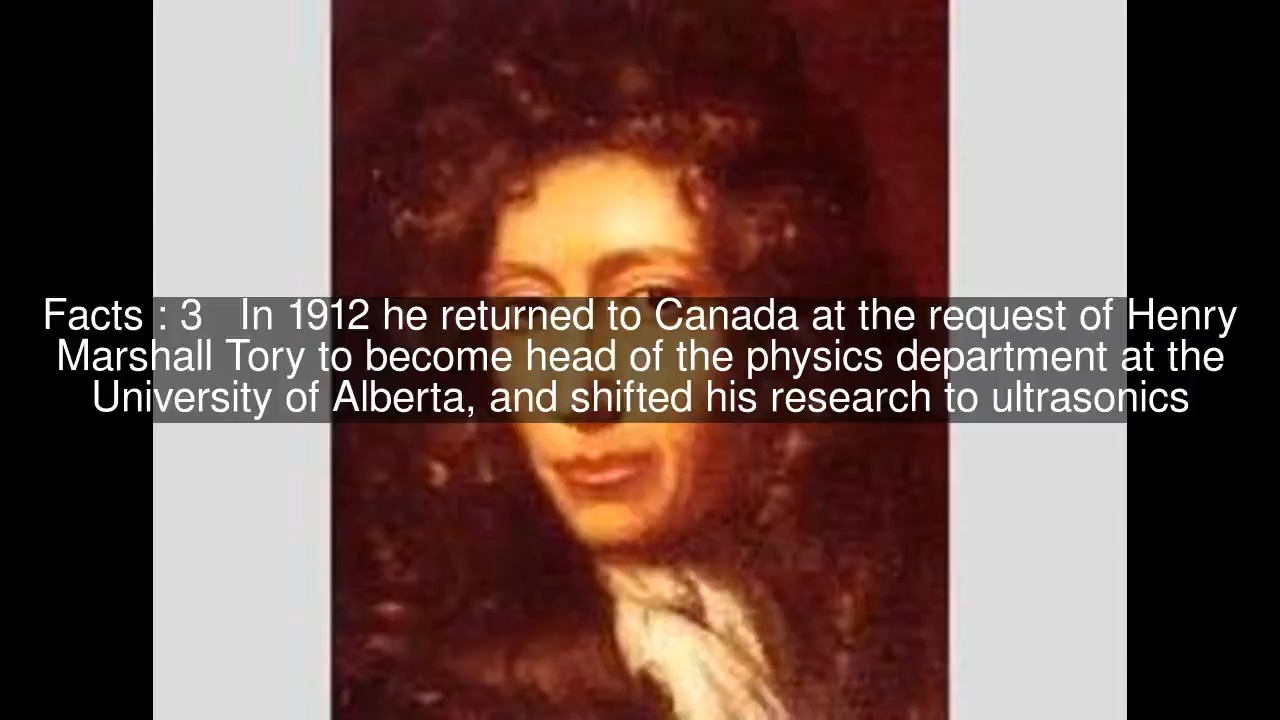 Facts : 3 In 1912 he returned to Canada at the request of Henry
Marshall Tory to become head of the physics department at the
University of Alberta, and shifted his research to ultrasonics